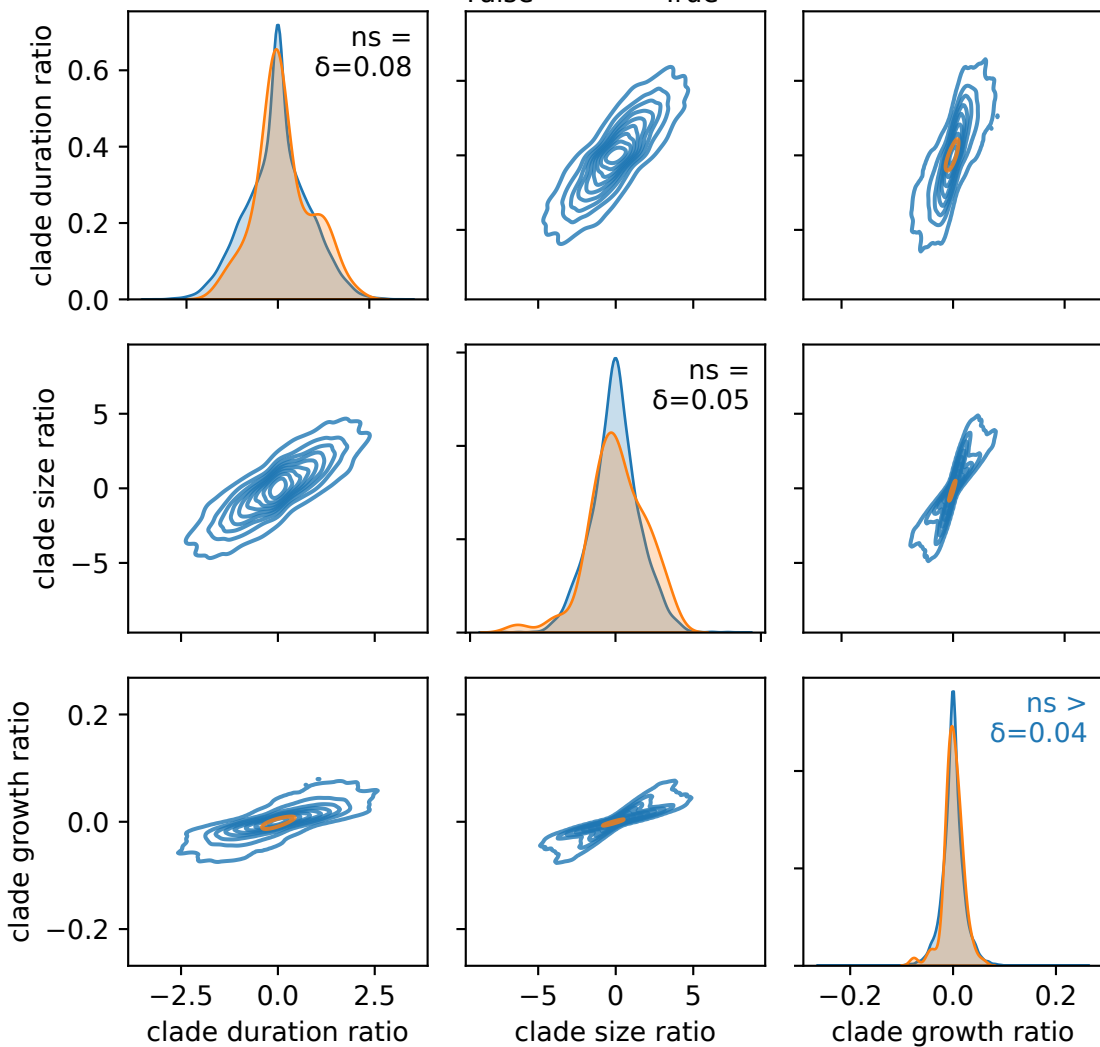 True
clade duration ratio
0.6
0.4
0.2
0.0
ns =
δ=0.08
clade size ratio
5
0
−5
ns =
δ=0.05
clade growth ratio
0.2
0.0
−0.2
ns >
δ=0.04
−2.5 0.0 2.5
−5 0 5
−0.2 0.0 0.2
clade duration ratio
clade size ratio
clade growth ratio